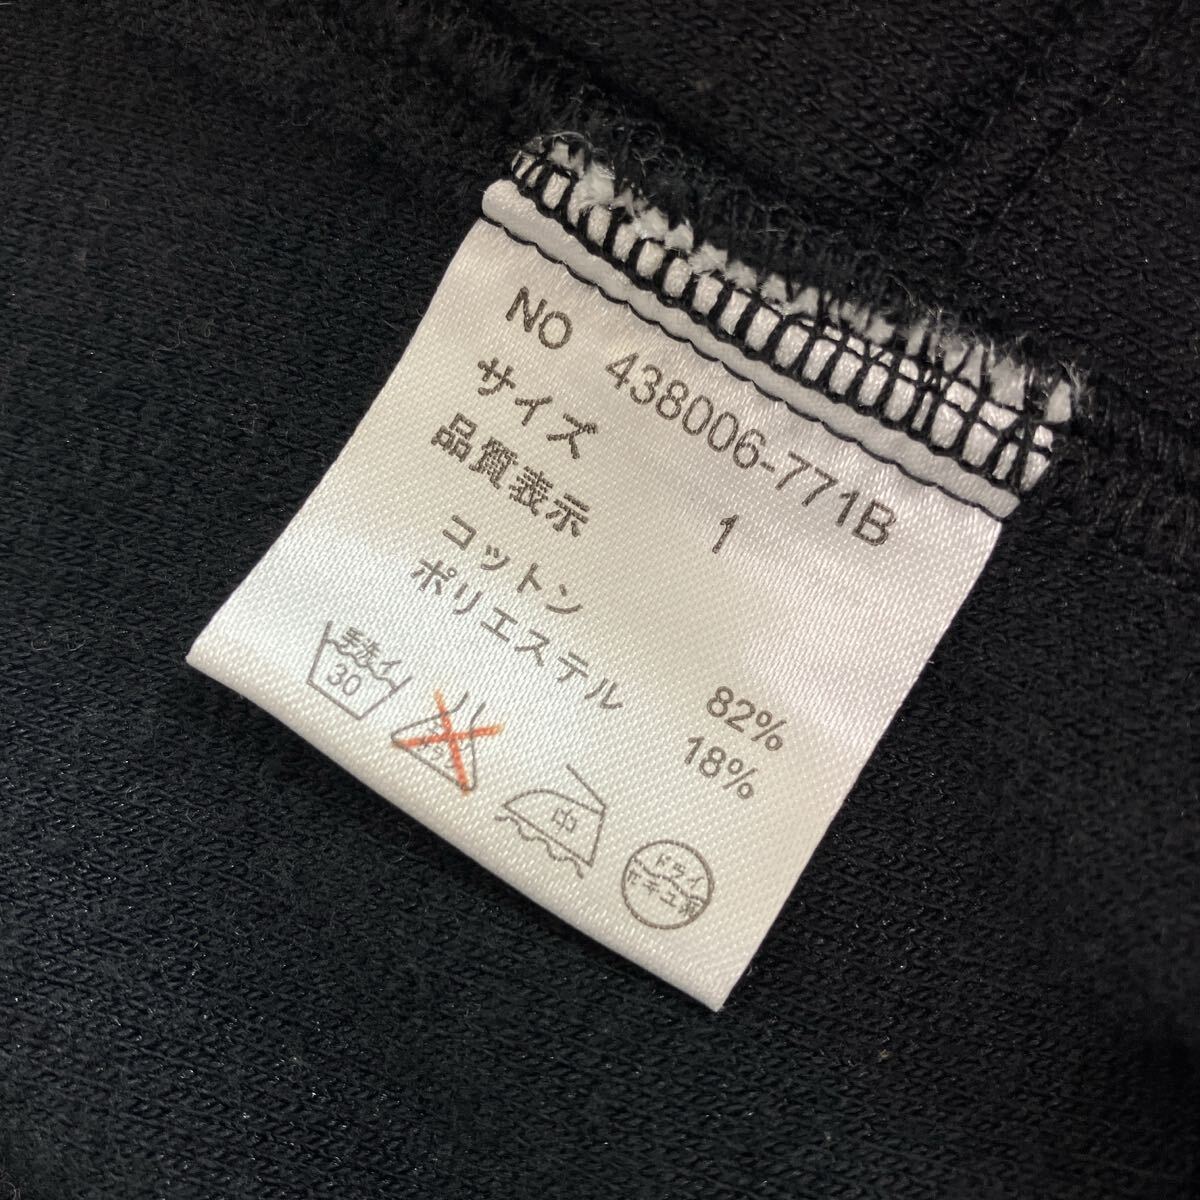 NO 438006-771B
サイズ 1
品質表示
コットン 82%
ポリエステル 18%
手洗イ
30
中
ドライ
セキユ系